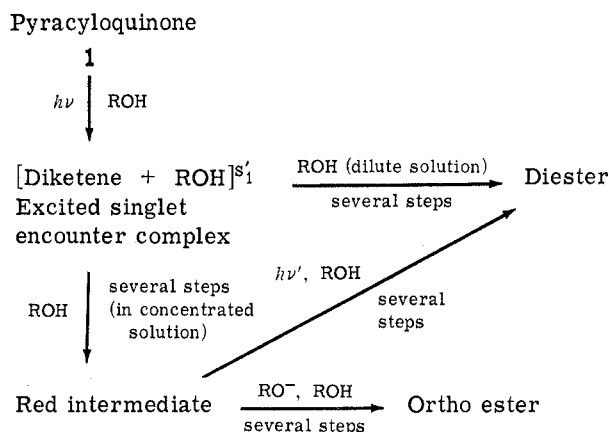 Pyracyloquinone
1
hν ROH
[Diketene + ROH]^{s'_1}
Excited singlet
encounter complex
ROH (dilute solution)
several steps
Diester
ROH
several steps
(in concentrated
solution)
hν', ROH
several
steps
Red intermediate
RO⁻, ROH
several steps
Ortho ester